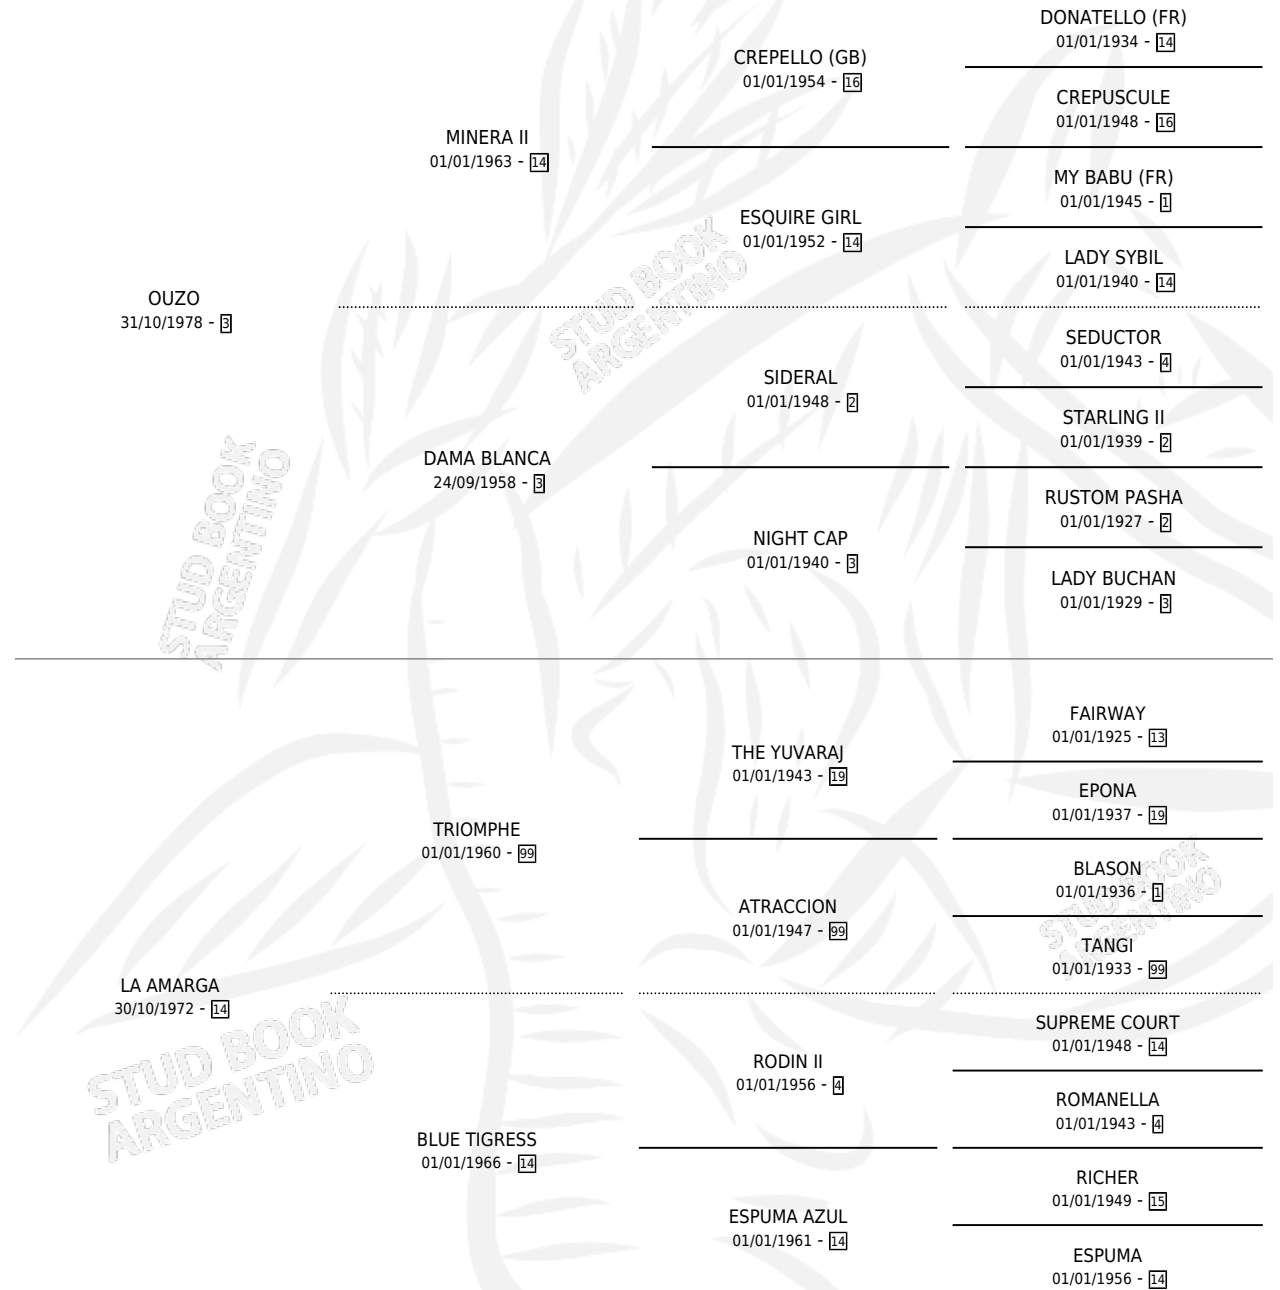 DONATELLO (FR)
01/01/1934 - 14
CREPELLO (GB)
01/01/1954 - 16
CREPUSCULE
01/01/1948 - 16
MINERA II
01/01/1963 - 14
MY BABU (FR)
01/01/1945 - 1
ESQUIRE GIRL
01/01/1952 - 14
LADY SYBIL
01/01/1940 - 14
OUZO
31/10/1978 - 3
SEDUCTOR
01/01/1943 - 4
SIDERAL
01/01/1948 - 2
STARLING II
01/01/1939 - 2
DAMA BLANCA
24/09/1958 - 3
RUSTOM PASHA
01/01/1927 - 2
NIGHT CAP
01/01/1940 - 3
LADY BUCHAN
01/01/1929 - 3
FAIRWAY
01/01/1925 - 13
THE YUVARAJ
01/01/1943 - 19
EPONA
01/01/1937 - 19
TRIOMPHE
01/01/1960 - 99
BLASON
01/01/1936 - 1
ATRACCION
01/01/1947 - 99
TANGI
01/01/1933 - 99
LA AMARGA
30/10/1972 - 14
SUPREME COURT
01/01/1948 - 14
RODIN II
01/01/1956 - 4
ROMANELLA
01/01/1943 - 4
BLUE TIGRESS
01/01/1966 - 14
RICHER
01/01/1949 - 15
ESPUMA AZUL
01/01/1961 - 14
ESPUMA
01/01/1956 - 14
STUD BOOK
ARGENTINO
STUD BOOK
ARGENTINO
STUD BOOK
ARGENTINO
STUD BOOK
ARGENTINO